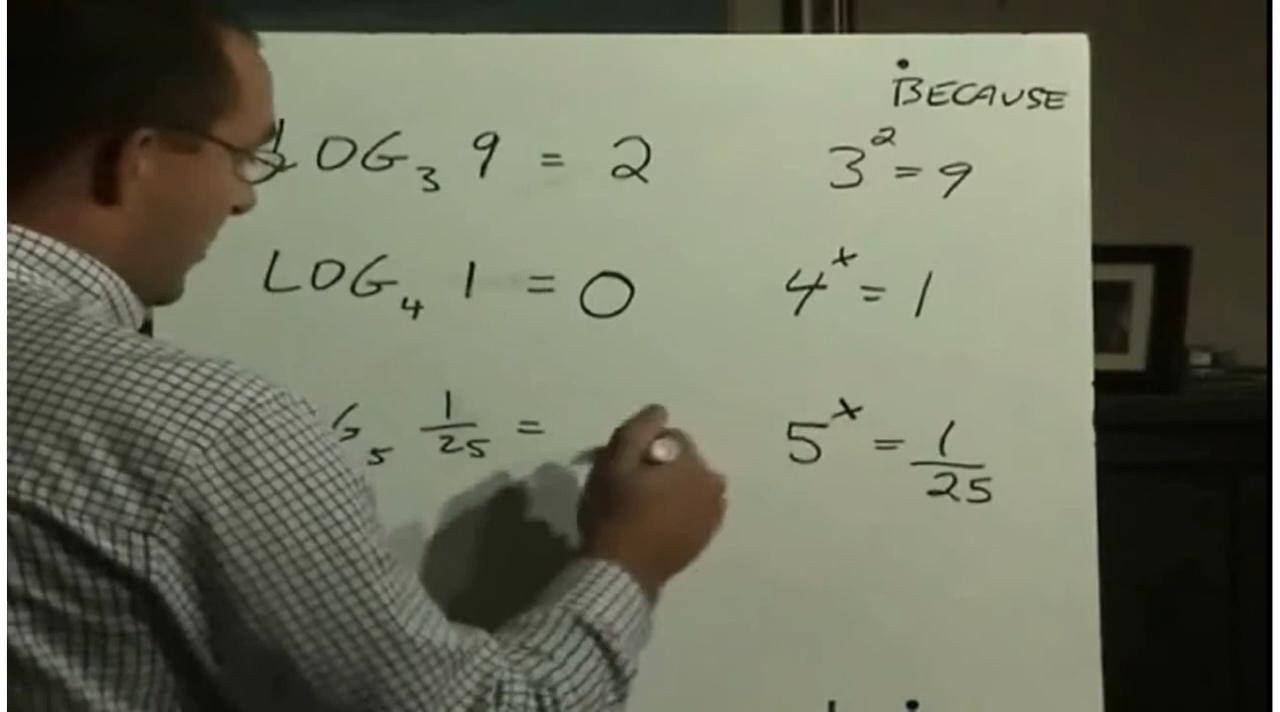 BECAUSE
LOG₃ 9 = 2 3² = 9
LOG₄ 1 = 0 4ˣ = 1
G₅ 1/25 = 5ˣ = 1/25